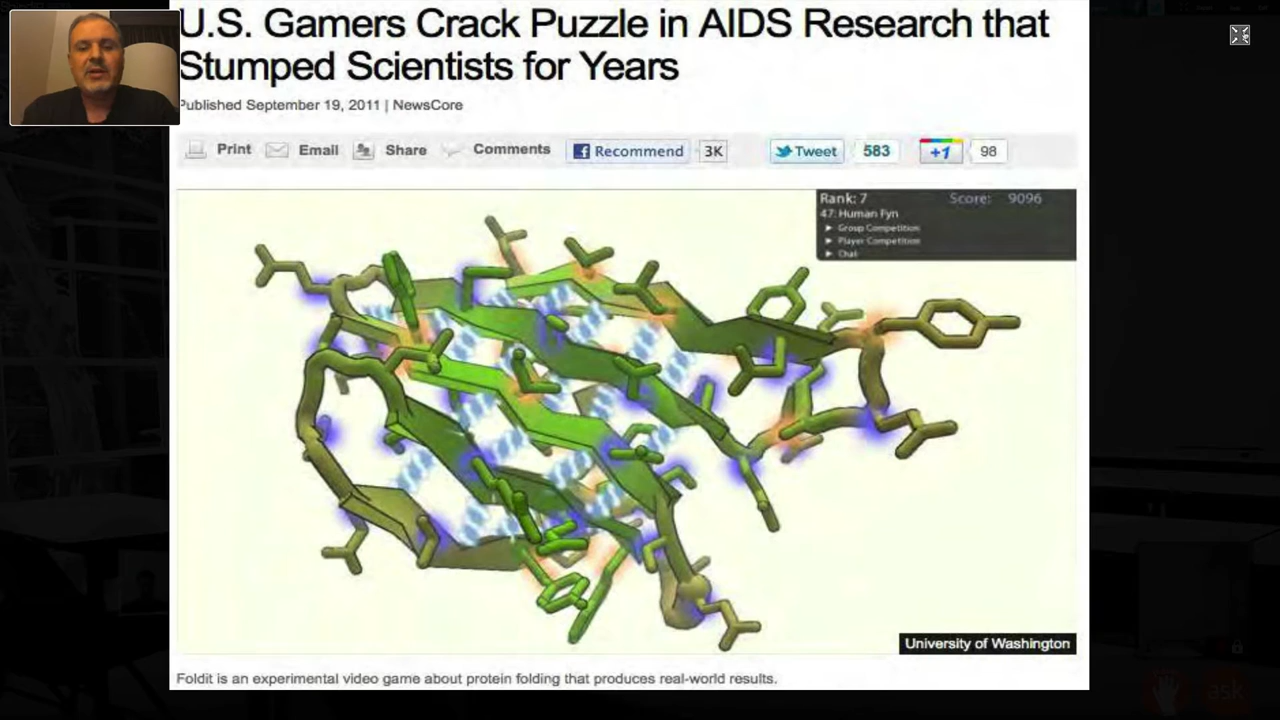 U.S. Gamers Crack Puzzle in AIDS Research that
Stumped Scientists for Years
Published September 19, 2011 | NewsCore
Print Email Share Comments Recommend 3K Tweet 583 +1 98
Rank: 7 Score: 9096
47: Human Fyn
Group Competition
Player Competition
Chat
University of Washington
Foldit is an experimental video game about protein folding that produces real-world results.
ask